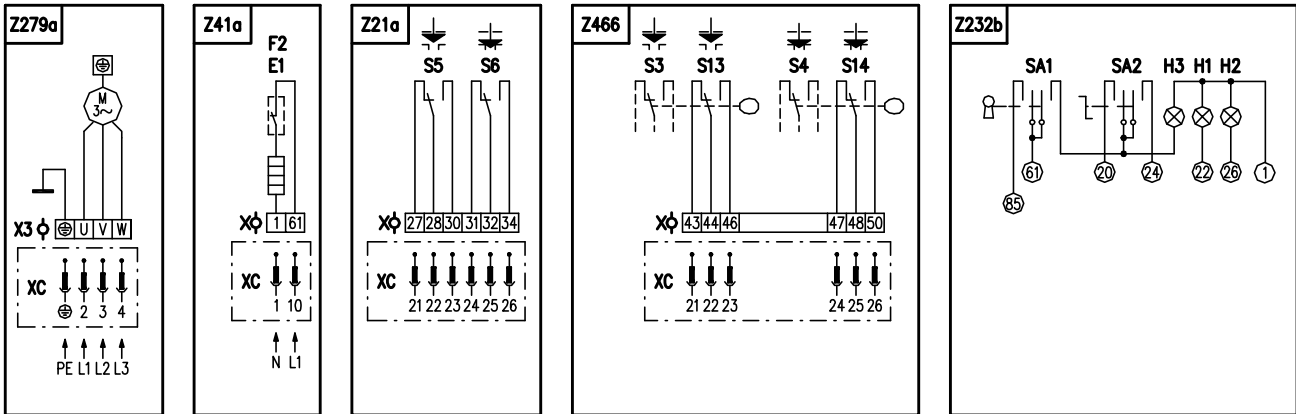 Z279a
M
3~
X3
U V W
XC
2 3 4
PE L1 L2 L3
Z41a
F2
E1
X 1 61
XC
1 10
N L1
Z21a
S5 S6
X 27 28 30 31 32 34
XC
21 22 23 24 25 26
Z466
S3 S13 S4 S14
X 43 44 46 47 48 50
XC
21 22 23 24 25 26
Z232b
SA1 SA2 H3 H1 H2
61 20 24 22 26 1
85